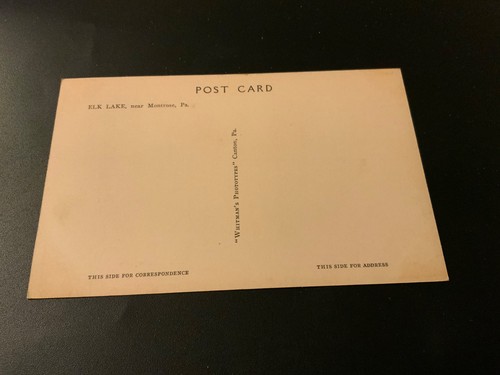 POST CARD
ELK LAKE, near Montrose, Pa.
"Whitman's Phototypes" Canton, Pa.
THIS SIDE FOR CORRESPONDENCE
THIS SIDE FOR ADDRESS